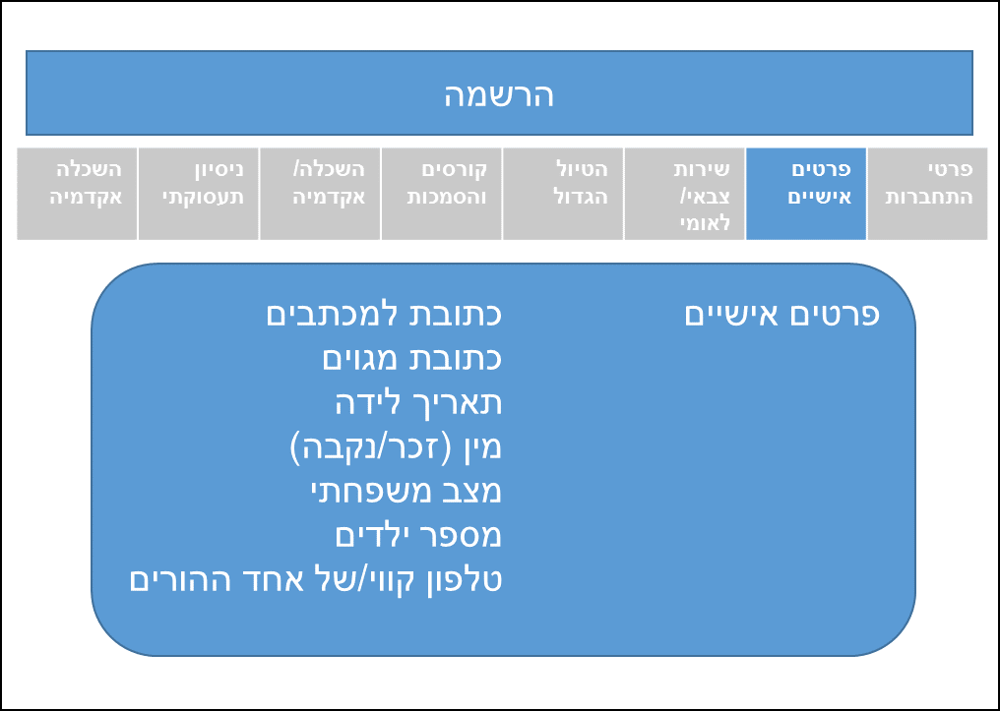 הרשמה
פרטי
התחברות
פרטים
אישיים
שירות
צבאי/
לאומי
הטיול
הגדול
קורסים
והסמכות
השכלה/
אקדמיה
ניסיון
תעסוקתי
השכלה
אקדמיה
פרטים אישיים
כתובת למכתבים
כתובת מגוים
תאריך לידה
מין (זכר/נקבה)
מצב משפחתי
מספר ילדים
טלפון קווי/של אחד ההורים